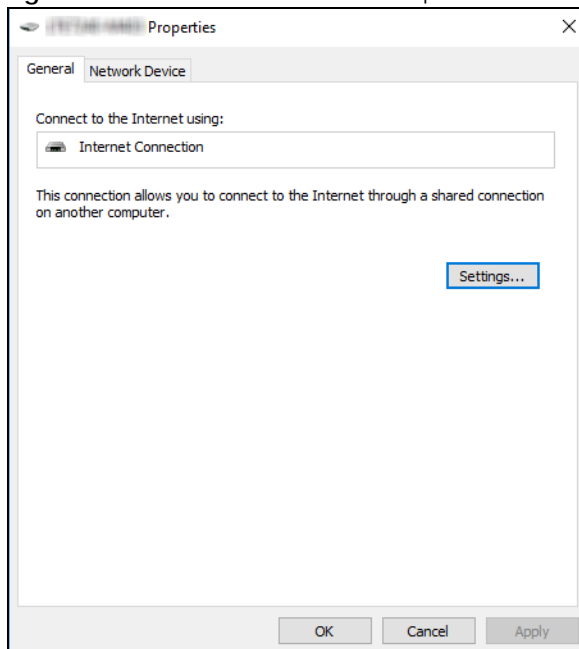 Properties
General
Network Device
Connect to the Internet using:
Internet Connection
This connection allows you to connect to the Internet through a shared connection
on another computer.
Settings...
OK
Cancel
Apply